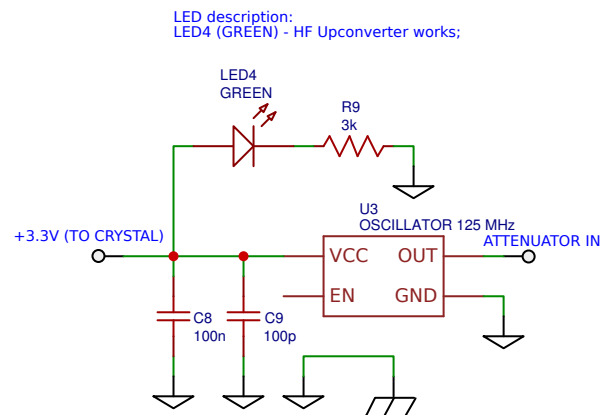 LED description:
LED4 (GREEN) - HF Upconverter works;
LED4
GREEN
R9
3k
U3
OSCILLATOR 125 MHz
+3.3V (TO CRYSTAL)
ATTENUATOR IN
VCC OUT
EN GND
C8
100n
C9
100p